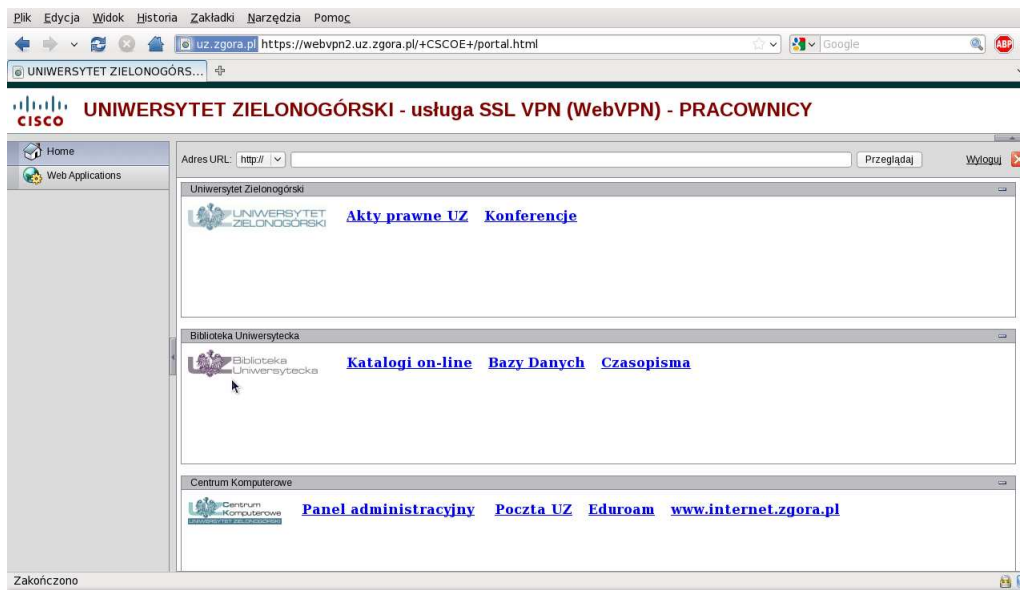 Plik Edycja Widok Historia Zakładki Narzędzia Pomoc
uz.zgora.pl https://webvpn2.uz.zgora.pl/+CSCOE+/portal.html Google ABP
UNIWERSYTET ZIELONOGÓRS...
CISCO UNIWERSYTET ZIELONOGÓRSKI - usługa SSL VPN (WebVPN) - PRACOWNICY
Home
Web Applications
Adres URL: http:// Przeglądaj Wyloguj
Uniwersytet Zielonogórski
UNIWERSYTET
ZIELONOGÓRSKI
Akty prawne UZ Konferencje
Biblioteka Uniwersytecka
Biblioteka
Uniwersytecka
Katalogi on-line Bazy Danych Czasopisma
Centrum Komputerowe
Centrum
Komputerowe
UNIWERSYTET ZIELONOGÓRSKI
Panel administracyjny Poczta UZ Eduroam www.internet.zgora.pl
Zakończono